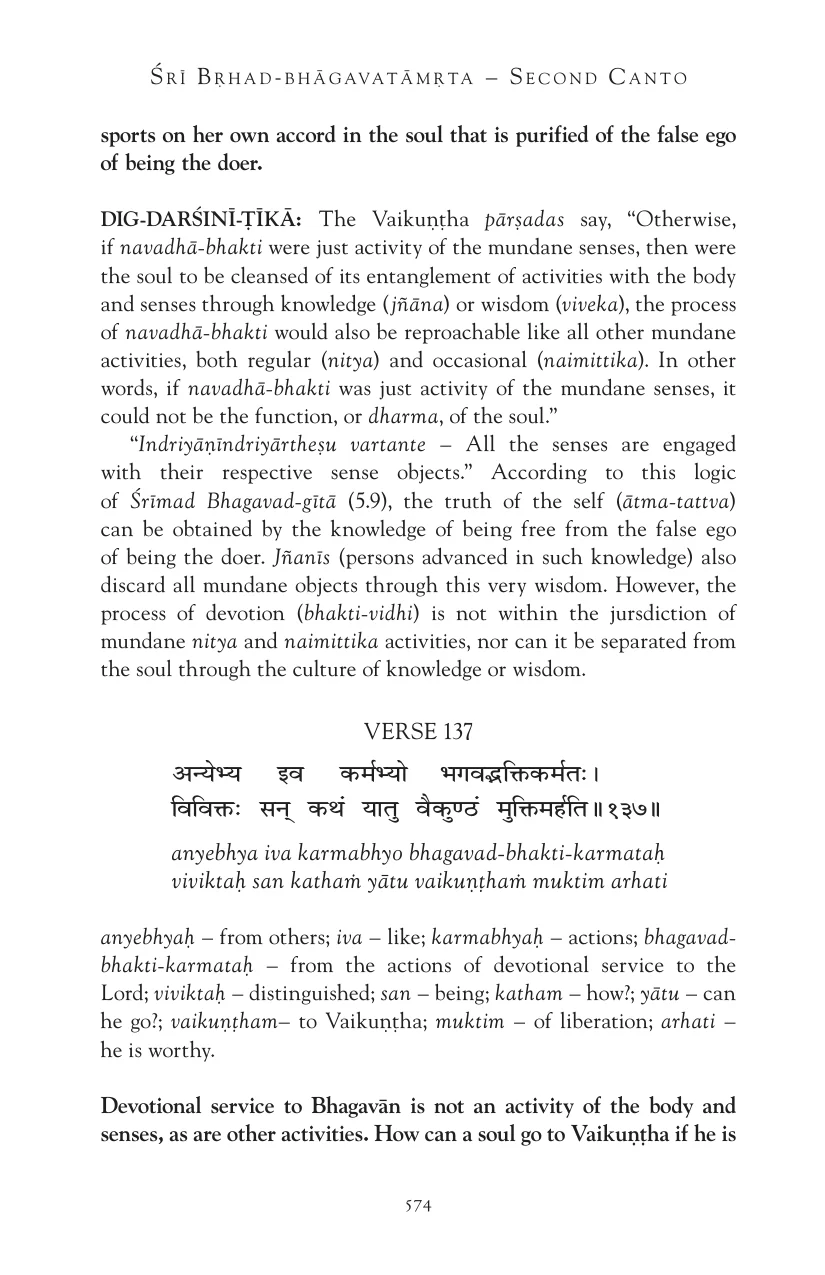 Śrī Bṛhad-bhāgavatāmṛta – Second Canto
sports on her own accord in the soul that is purified of the false ego
of being the doer.
DIG-DARŚINĪ-ṬĪKĀ: The Vaikuṇṭha pārṣadas say, “Otherwise,
if navadhā-bhakti were just activity of the mundane senses, then were
the soul to be cleansed of its entanglement of activities with the body
and senses through knowledge (jñāna) or wisdom (viveka), the process
of navadhā-bhakti would also be reproachable like all other mundane
activities, both regular (nitya) and occasional (naimittika). In other
words, if navadhā-bhakti was just activity of the mundane senses, it
could not be the function, or dharma, of the soul.”
“Indriyāṇīndriyārtheṣu vartante – All the senses are engaged
with their respective sense objects.” According to this logic
of Śrīmad Bhagavad-gītā (5.9), the truth of the self (ātma-tattva)
can be obtained by the knowledge of being free from the false ego
of being the doer. Jñanīs (persons advanced in such knowledge) also
discard all mundane objects through this very wisdom. However, the
process of devotion (bhakti-vidhi) is not within the jursdiction of
mundane nitya and naimittika activities, nor can it be separated from
the soul through the culture of knowledge or wisdom.
VERSE 137
अन्येभ्य इव कर्मभ्यो भगवद्भक्तिकर्मतः।
विविक्तः सन् कथं यातु वैकुण्ठं मुक्तिमर्हति॥१३७॥
anyebhya iva karmabhyo bhagavad-bhakti-karmataḥ
viviktaḥ san kathaṁ yātu vaikuṇṭhaṁ muktim arhati
anyebhyaḥ – from others; iva – like; karmabhyaḥ – actions; bhagavad-
bhakti-karmataḥ – from the actions of devotional service to the
Lord; viviktaḥ – distinguished; san – being; katham – how?; yātu – can
he go?; vaikuṇṭham– to Vaikuṇṭha; muktim – of liberation; arhati –
he is worthy.
Devotional service to Bhagavān is not an activity of the body and
senses, as are other activities. How can a soul go to Vaikuṇṭha if he is
574